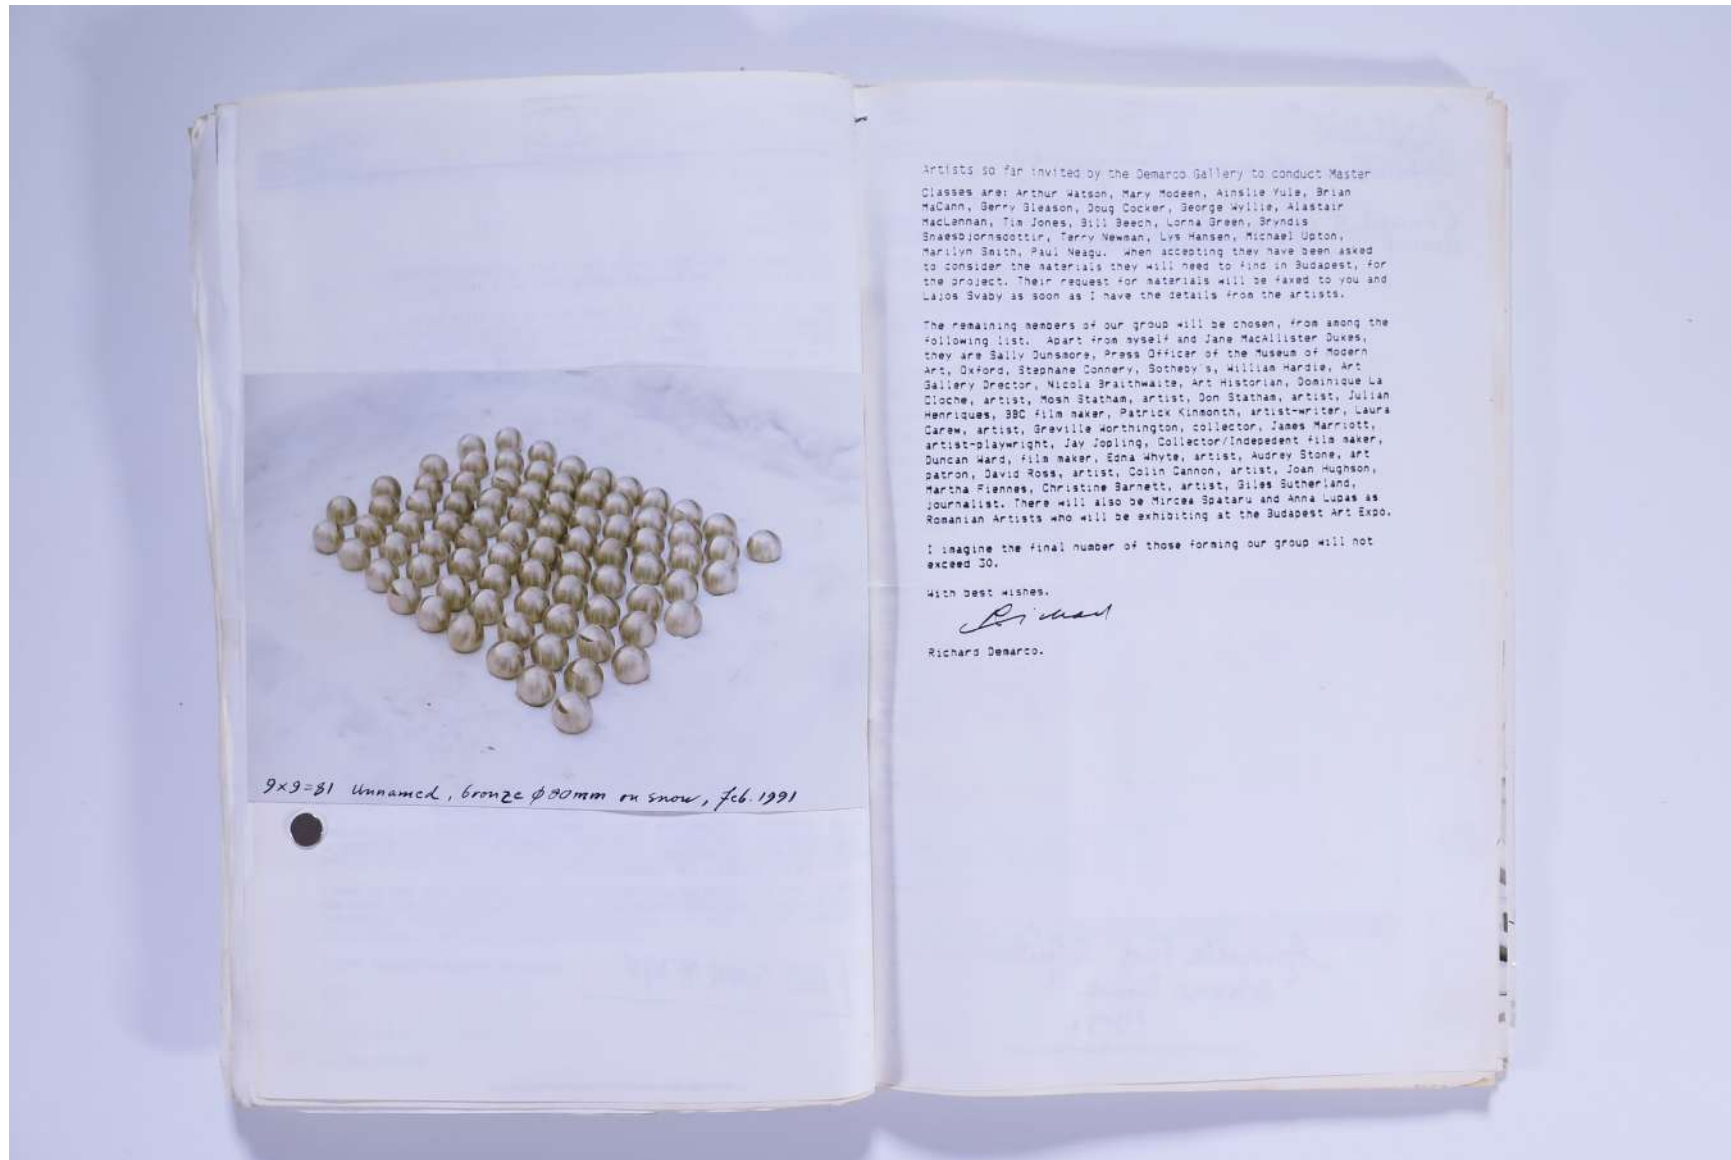 9x9=81 Unnamed, bronze ϕ80mm on snow, Feb. 1991
Artists so far invited by the Demarco Gallery to conduct Master
Classes are: Arthur Watson, Mary Modeen, Ainslie Yule, Brian
MaCann, Gerry Gleason, Doug Cocker, George Wyllie, Alastair
MacLennan, Tim Jones, Bill Beech, Lorna Green, Bryndis
Snaesbjornsdottir, Terry Newman, Lys Hansen, Michael Upton,
Marilyn Smith, Paul Neagu. When accepting they have been asked
to consider the materials they will need to find in Budapest, for
the project. Their request for materials will be faxed to you and
Lajos Svaby as soon as I have the details from the artists.
The remaining members of our group will be chosen, from among the
following list. Apart from myself and Jane MacAllister Dukes,
they are Sally Dunsmore, Press Officer of the Museum of Modern
Art, Oxford, Stephane Connery, Sotheby's, William Hardie, Art
Gallery Drector, Nicola Braithwaite, Art Historian, Dominique La
Cloche, artist, Mosh Statham, artist, Don Statham, artist, Julian
Henriques, BBC film maker, Patrick Kinmonth, artist-writer, Laura
Carew, artist, Greville Worthington, collector, James Marriott,
artist-playwright, Jay Jopling, Collector/Indepedent film maker,
Duncan Ward, film maker, Edna Whyte, artist, Audrey Stone, art
patron, David Ross, artist, Colin Cannon, artist, Joan Hughson,
Martha Fiennes, Christine Barnett, artist, Giles Sutherland,
journalist. There will also be Mircea Spataru and Anna Lupas as
Romanian Artists who will be exhibiting at the Budapest Art Expo.
I imagine the final number of those forming our group will not
exceed 30.
With best wishes.
Richard
Richard Demarco.